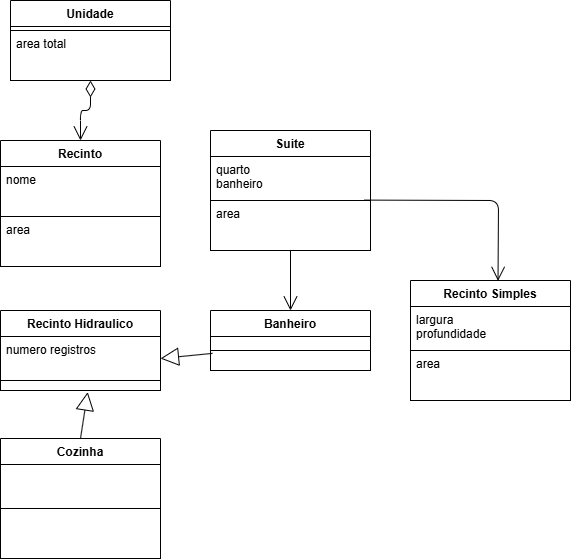 Unidade
area total
Recinto
nome
area
Suite
quarto
banheiro
area
Recinto Simples
largura
profundidade
area
Recinto Hidraulico
numero registros
Banheiro
Cozinha